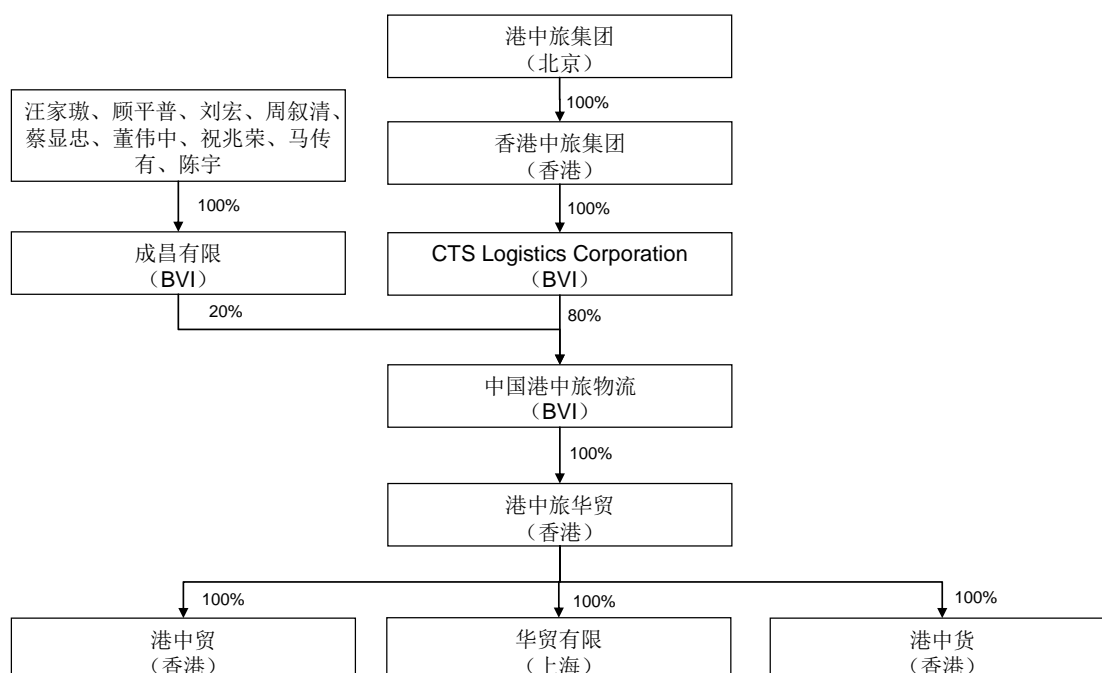 港中旅集团
（北京）
100%
汪家璈、顾平普、刘宏、周叙清、
蔡显忠、董伟中、祝兆荣、马传
有、陈宇
香港中旅集团
（香港）
100%
100%
成昌有限
（BVI）
CTS Logistics Corporation
（BVI）
20%
80%
中国港中旅物流
（BVI）
100%
港中旅华贸
（香港）
100%
100%
100%
港中贸
（香港）
华贸有限
（上海）
港中货
（香港）